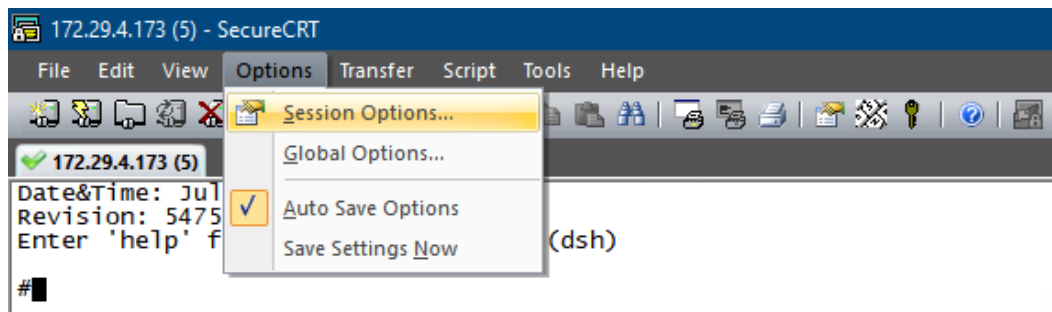 172.29.4.173 (5) - SecureCRT
File Edit View Options Transfer Script Tools Help
Session Options...
Global Options...
Auto Save Options
Save Settings Now
172.29.4.173 (5)
Date&Time: Jul
Revision: 5475
Enter 'help' f (dsh)
#